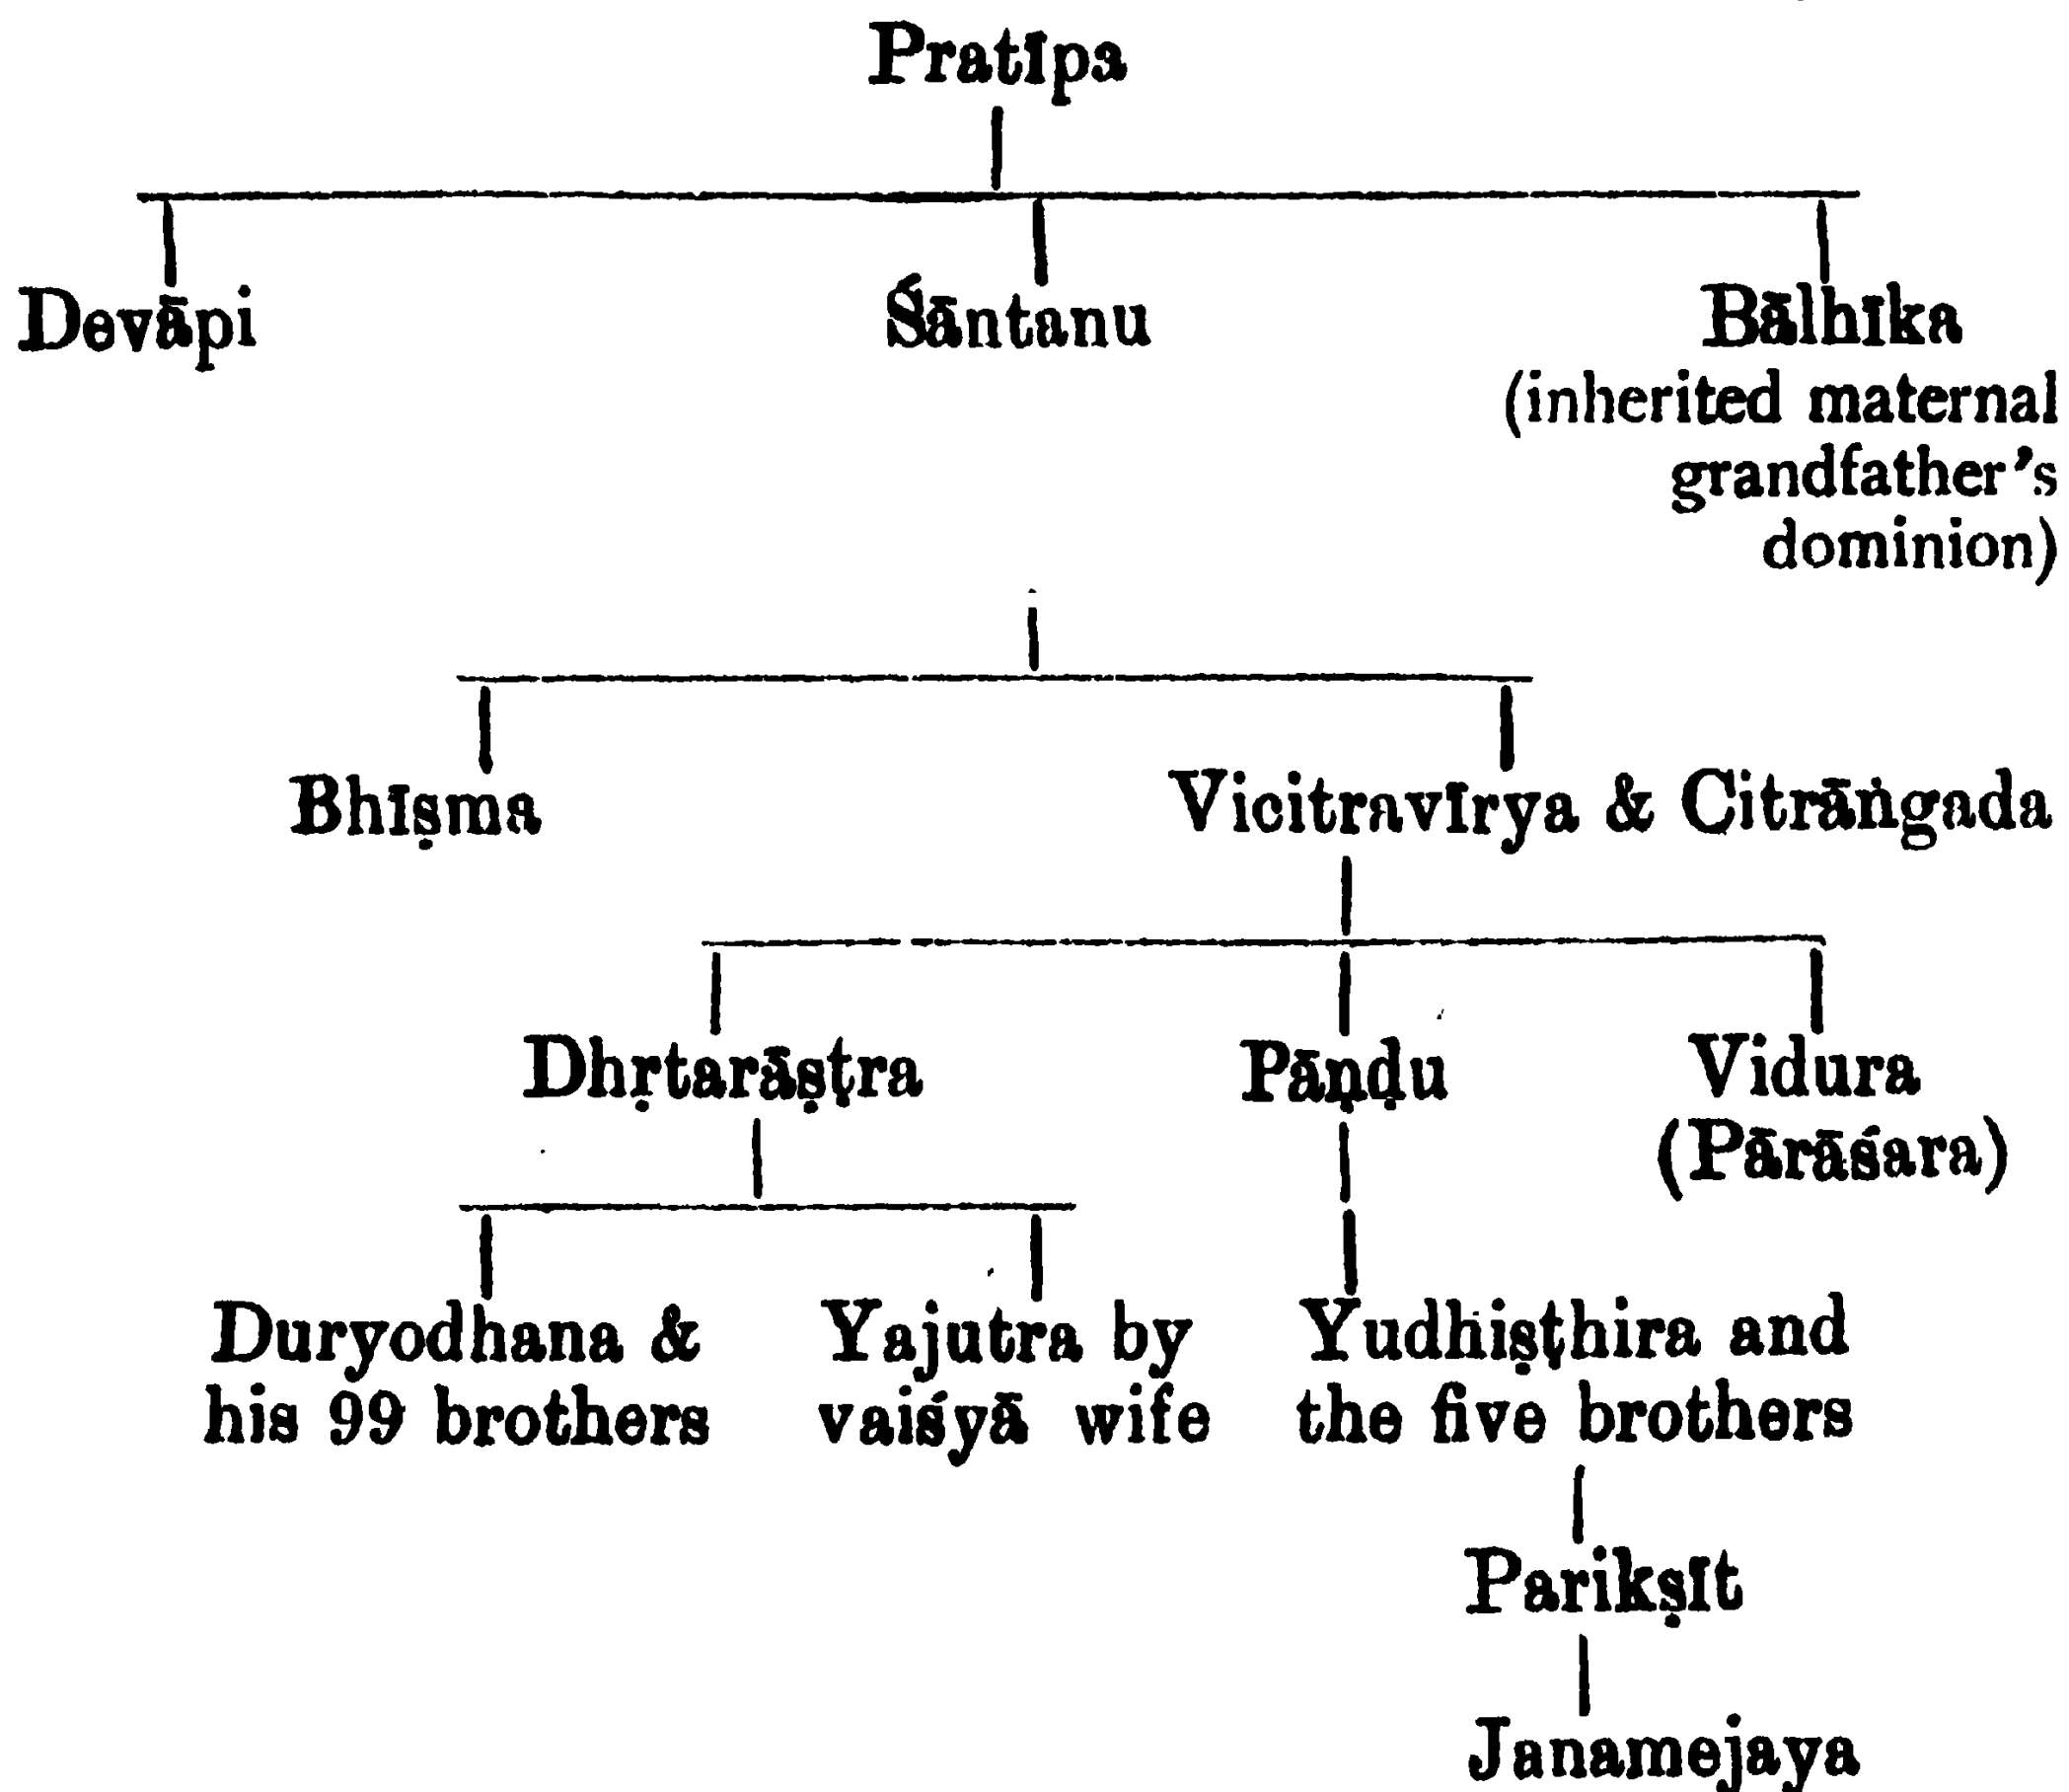 Pratīpa
Devāpi Śāntanu Bālhīka
(inherited maternal
grandfather's
dominion)
Bhīṣma Vicitravīrya & Citrāṅgada
Dhṛtarāṣṭra Pāṇḍu Vidura
(Pārāśara)
Duryodhana & Yajutra by Yudhiṣṭhira and
his 99 brothers vaiśyā wife the five brothers
Parikṣīt
Janamejaya